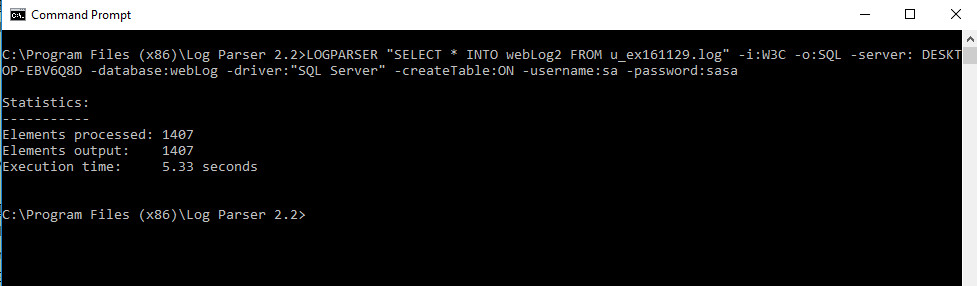 Command Prompt
C:\Program Files (x86)\Log Parser 2.2>LOGPARSER "SELECT * INTO webLog2 FROM u_ex161129.log" -i:W3C -o:SQL -server: DESKT
OP-EBV6Q8D -database:webLog -driver:"SQL Server" -createTable:ON -username:sa -password:sasa
Statistics:
-----------
Elements processed: 1407
Elements output:    1407
Execution time:     5.33 seconds
C:\Program Files (x86)\Log Parser 2.2>